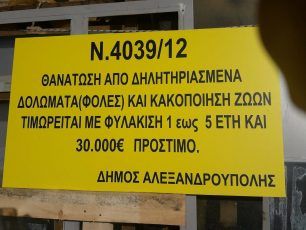 Ν.4039/12
ΘΑΝΑΤΩΣΗ ΑΠΟ ΔΗΛΗΤΗΡΙΑΣΜΕΝΑ
ΔΟΛΩΜΑΤΑ(ΦΟΛΕΣ) ΚΑΙ ΚΑΚΟΠΟΙΗΣΗ ΖΩΩΝ
ΤΙΜΩΡΕΙΤΑΙ ΜΕ ΦΥΛΑΚΙΣΗ 1 εως 5 ΕΤΗ ΚΑΙ
30.000€ ΠΡΟΣΤΙΜΟ.
ΔΗΜΟΣ ΑΛΕΞΑΝΔΡΟΥΠΟΛΗΣ